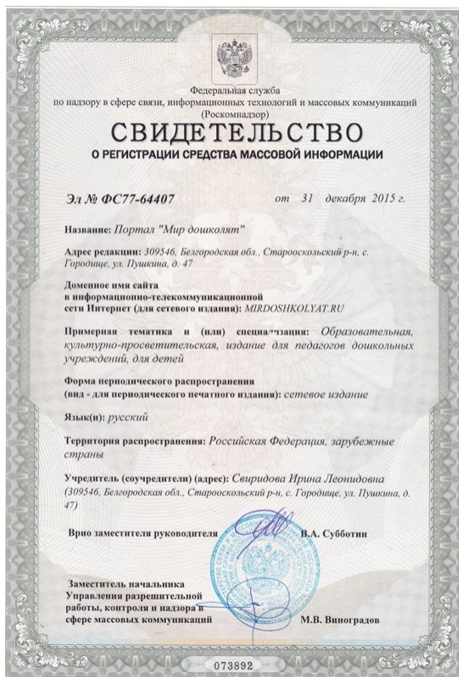 Федеральная служба
по надзору в сфере связи, информационных технологий и массовых коммуникаций
(Роскомнадзор)
СВИДЕТЕЛЬСТВО
О РЕГИСТРАЦИИ СРЕДСТВА МАССОВОЙ ИНФОРМАЦИИ
Эл № ФС77-64407 от 31 декабря 2015 г.
Название: Портал "Мир дошколят"
Адрес редакции: 309546, Белгородская обл., Старооскольский р-н, с.
Городище, ул. Пушкина, д. 47
Доменное имя сайта
в информационно-телекоммуникационной
сети Интернет (для сетевого издания): MIRDOSHKOLYAT.RU
Примерная тематика и (или) специализация: Образовательная,
культурно-просветительская, издание для педагогов дошкольных
учреждений, для детей
Форма периодического распространения
(вид - для периодического печатного издания): сетевое издание
Язык(и): русский
Территория распространения: Российская Федерация, зарубежные
страны
Учредитель (соучредители) (адрес): Свиридова Ирина Леонидовна
(309546, Белгородская обл., Старооскольский р-н, с. Городище, ул. Пушкина, д.
47)
Врио заместителя руководителя В.А. Субботин
Заместитель начальника
Управления разрешительной
работы, контроля и надзора в
сфере массовых коммуникаций М.В. Виноградов
073892